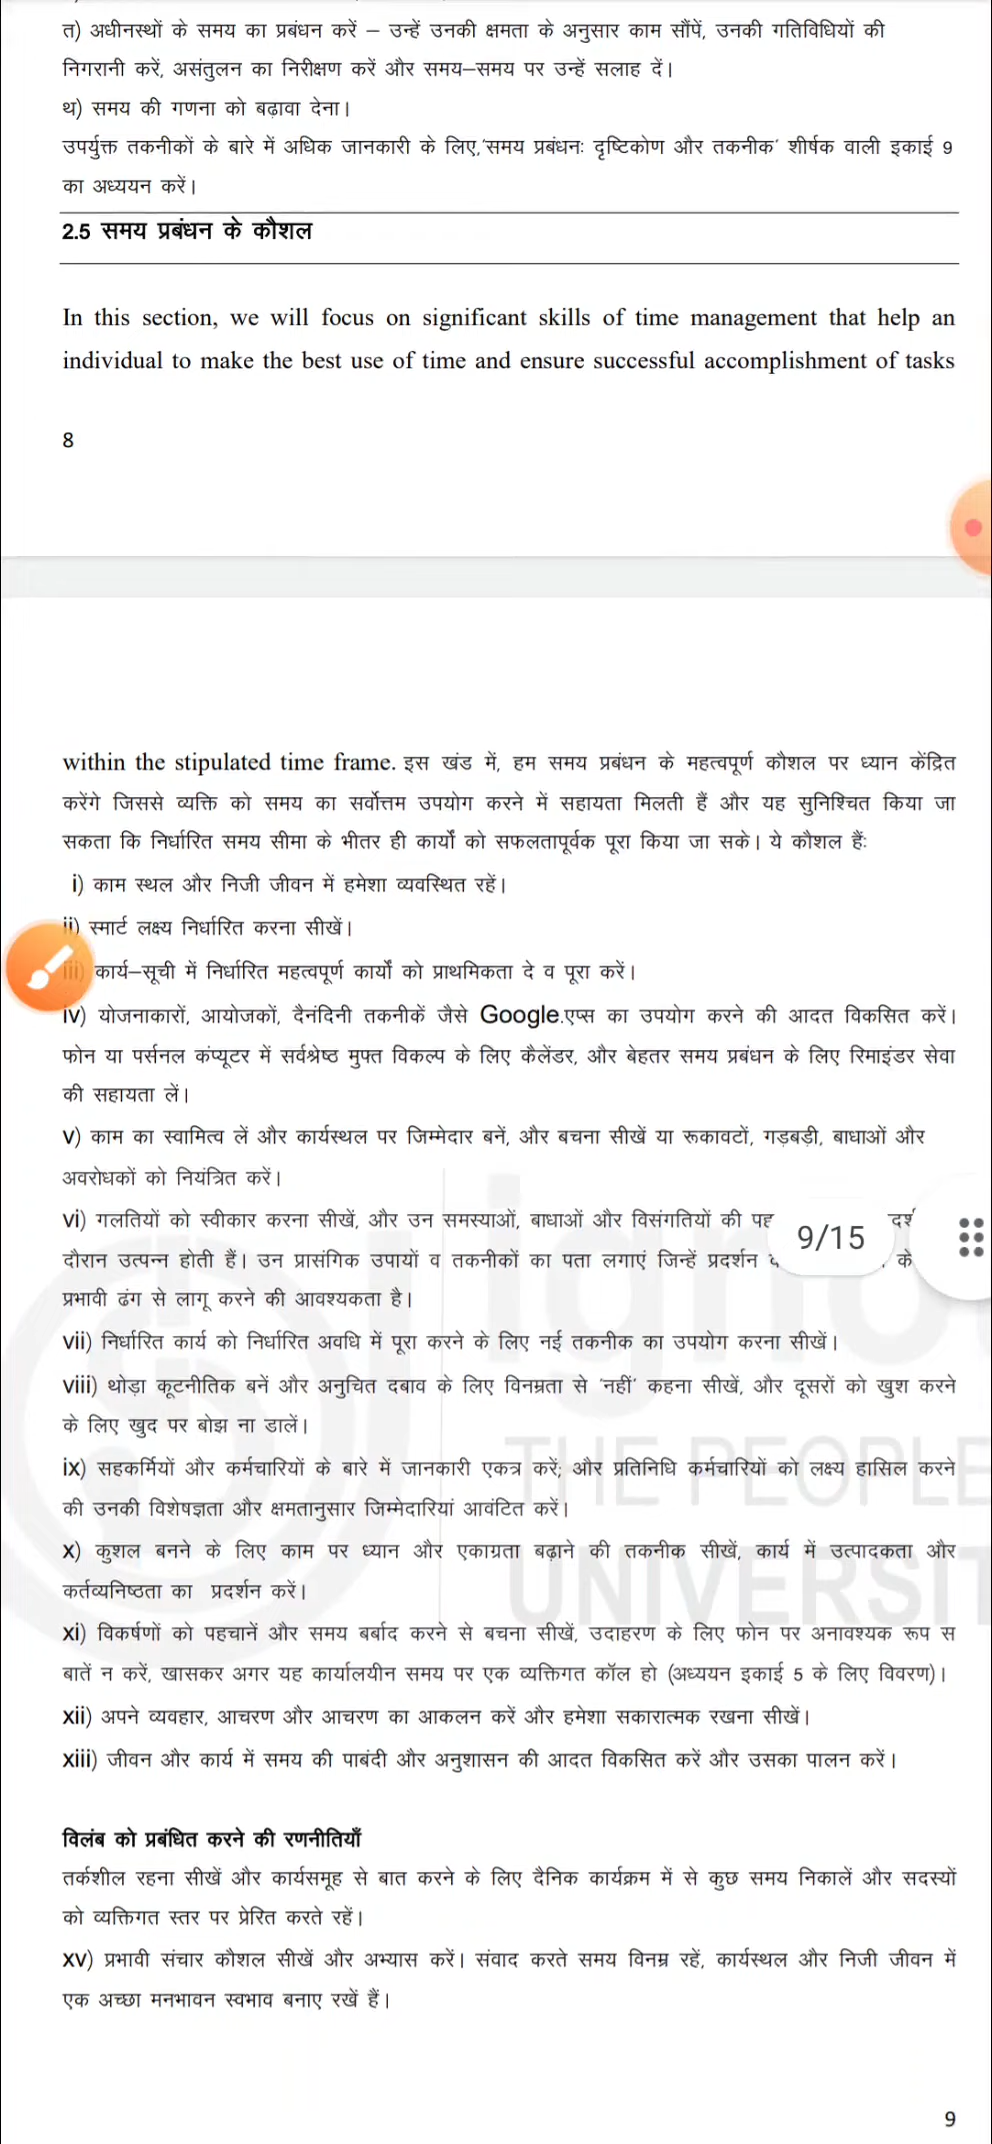 त) अधीनस्थों के समय का प्रबंधन करें – उन्हें उनकी क्षमता के अनुसार काम सौंपें, उनकी गतिविधियों की
निगरानी करें, असंतुलन का निरीक्षण करें और समय–समय पर उन्हें सलाह दें।
थ) समय की गणना को बढ़ावा देना।
उपर्युक्त तकनीकों के बारे में अधिक जानकारी के लिए,'समय प्रबंधनः दृष्टिकोण और तकनीक' शीर्षक वाली इकाई 9
का अध्ययन करें।
2.5 समय प्रबंधन के कौशल
In this section, we will focus on significant skills of time management that help an
individual to make the best use of time and ensure successful accomplishment of tasks
8
within the stipulated time frame. इस खंड में, हम समय प्रबंधन के महत्वपूर्ण कौशल पर ध्यान केंद्रित
करेंगे जिससे व्यक्ति को समय का सर्वोत्तम उपयोग करने में सहायता मिलती हैं और यह सुनिश्चित किया जा
सकता कि निर्धारित समय सीमा के भीतर ही कार्यों को सफलतापूर्वक पूरा किया जा सके। ये कौशल हैंः
i) काम स्थल और निजी जीवन में हमेशा व्यवस्थित रहें।
ii) स्मार्ट लक्ष्य निर्धारित करना सीखें।
iii) कार्य–सूची में निर्धारित महत्वपूर्ण कार्यों को प्राथमिकता दे व पूरा करें।
iv) योजनाकारों, आयोजकों, दैनंदिनी तकनीकें जैसे Google.एप्स का उपयोग करने की आदत विकसित करें।
फोन या पर्सनल कंप्यूटर में सर्वश्रेष्ठ मुफ्त विकल्प के लिए कैलेंडर, और बेहतर समय प्रबंधन के लिए रिमाइंडर सेवा
की सहायता लें।
v) काम का स्वामित्व लें और कार्यस्थल पर जिम्मेदार बनें, और बचना सीखें या रूकावटों, गड़बड़ी, बाधाओं और
अवरोधकों को नियंत्रित करें।
vi) गलतियों को स्वीकार करना सीखें, और उन समस्याओं, बाधाओं और विसंगतियों की
9/15
दौरान उत्पन्न होती हैं। उन प्रासंगिक उपायों व तकनीकों का पता लगाएं जिन्हें प्रदर्शन के
प्रभावी ढंग से लागू करने की आवश्यकता है।
vii) निर्धारित कार्य को निर्धारित अवधि में पूरा करने के लिए नई तकनीक का उपयोग करना सीखें।
viii) थोड़ा कूटनीतिक बनें और अनुचित दबाव के लिए विनम्रता से 'नहीं' कहना सीखें, और दूसरों को खुश करने
के लिए खुद पर बोझ ना डालें।
ix) सहकर्मियों और कर्मचारियों के बारे में जानकारी एकत्र करें; और प्रतिनिधि कर्मचारियों को लक्ष्य हासिल करने
की उनकी विशेषज्ञता और क्षमतानुसार जिम्मेदारियां आवंटित करें।
x) कुशल बनने के लिए काम पर ध्यान और एकाग्रता बढ़ाने की तकनीक सीखें, कार्य में उत्पादकता और
कर्तव्यनिष्ठता का प्रदर्शन करें।
xi) विकर्षणों को पहचानें और समय बर्बाद करने से बचना सीखें, उदाहरण के लिए फोन पर अनावश्यक रूप स
बातें न करें, खासकर अगर यह कार्यालयीन समय पर एक व्यक्तिगत कॉल हो (अध्ययन इकाई 5 के लिए विवरण)।
xii) अपने व्यवहार, आचरण और आचरण का आकलन करें और हमेशा सकारात्मक रखना सीखें।
xiii) जीवन और कार्य में समय की पाबंदी और अनुशासन की आदत विकसित करें और उसका पालन करें।
विलंब को प्रबंधित करने की रणनीतियाँ
तर्कशील रहना सीखें और कार्यसमूह से बात करने के लिए दैनिक कार्यक्रम में से कुछ समय निकालें और सदस्यों
को व्यक्तिगत स्तर पर प्रेरित करते रहें।
xv) प्रभावी संचार कौशल सीखें और अभ्यास करें। संवाद करते समय विनम्र रहें, कार्यस्थल और निजी जीवन में
एक अच्छा मनभावन स्वभाव बनाए रखें हैं।
9
ignou
THE PEOPLE
UNIVERSIT